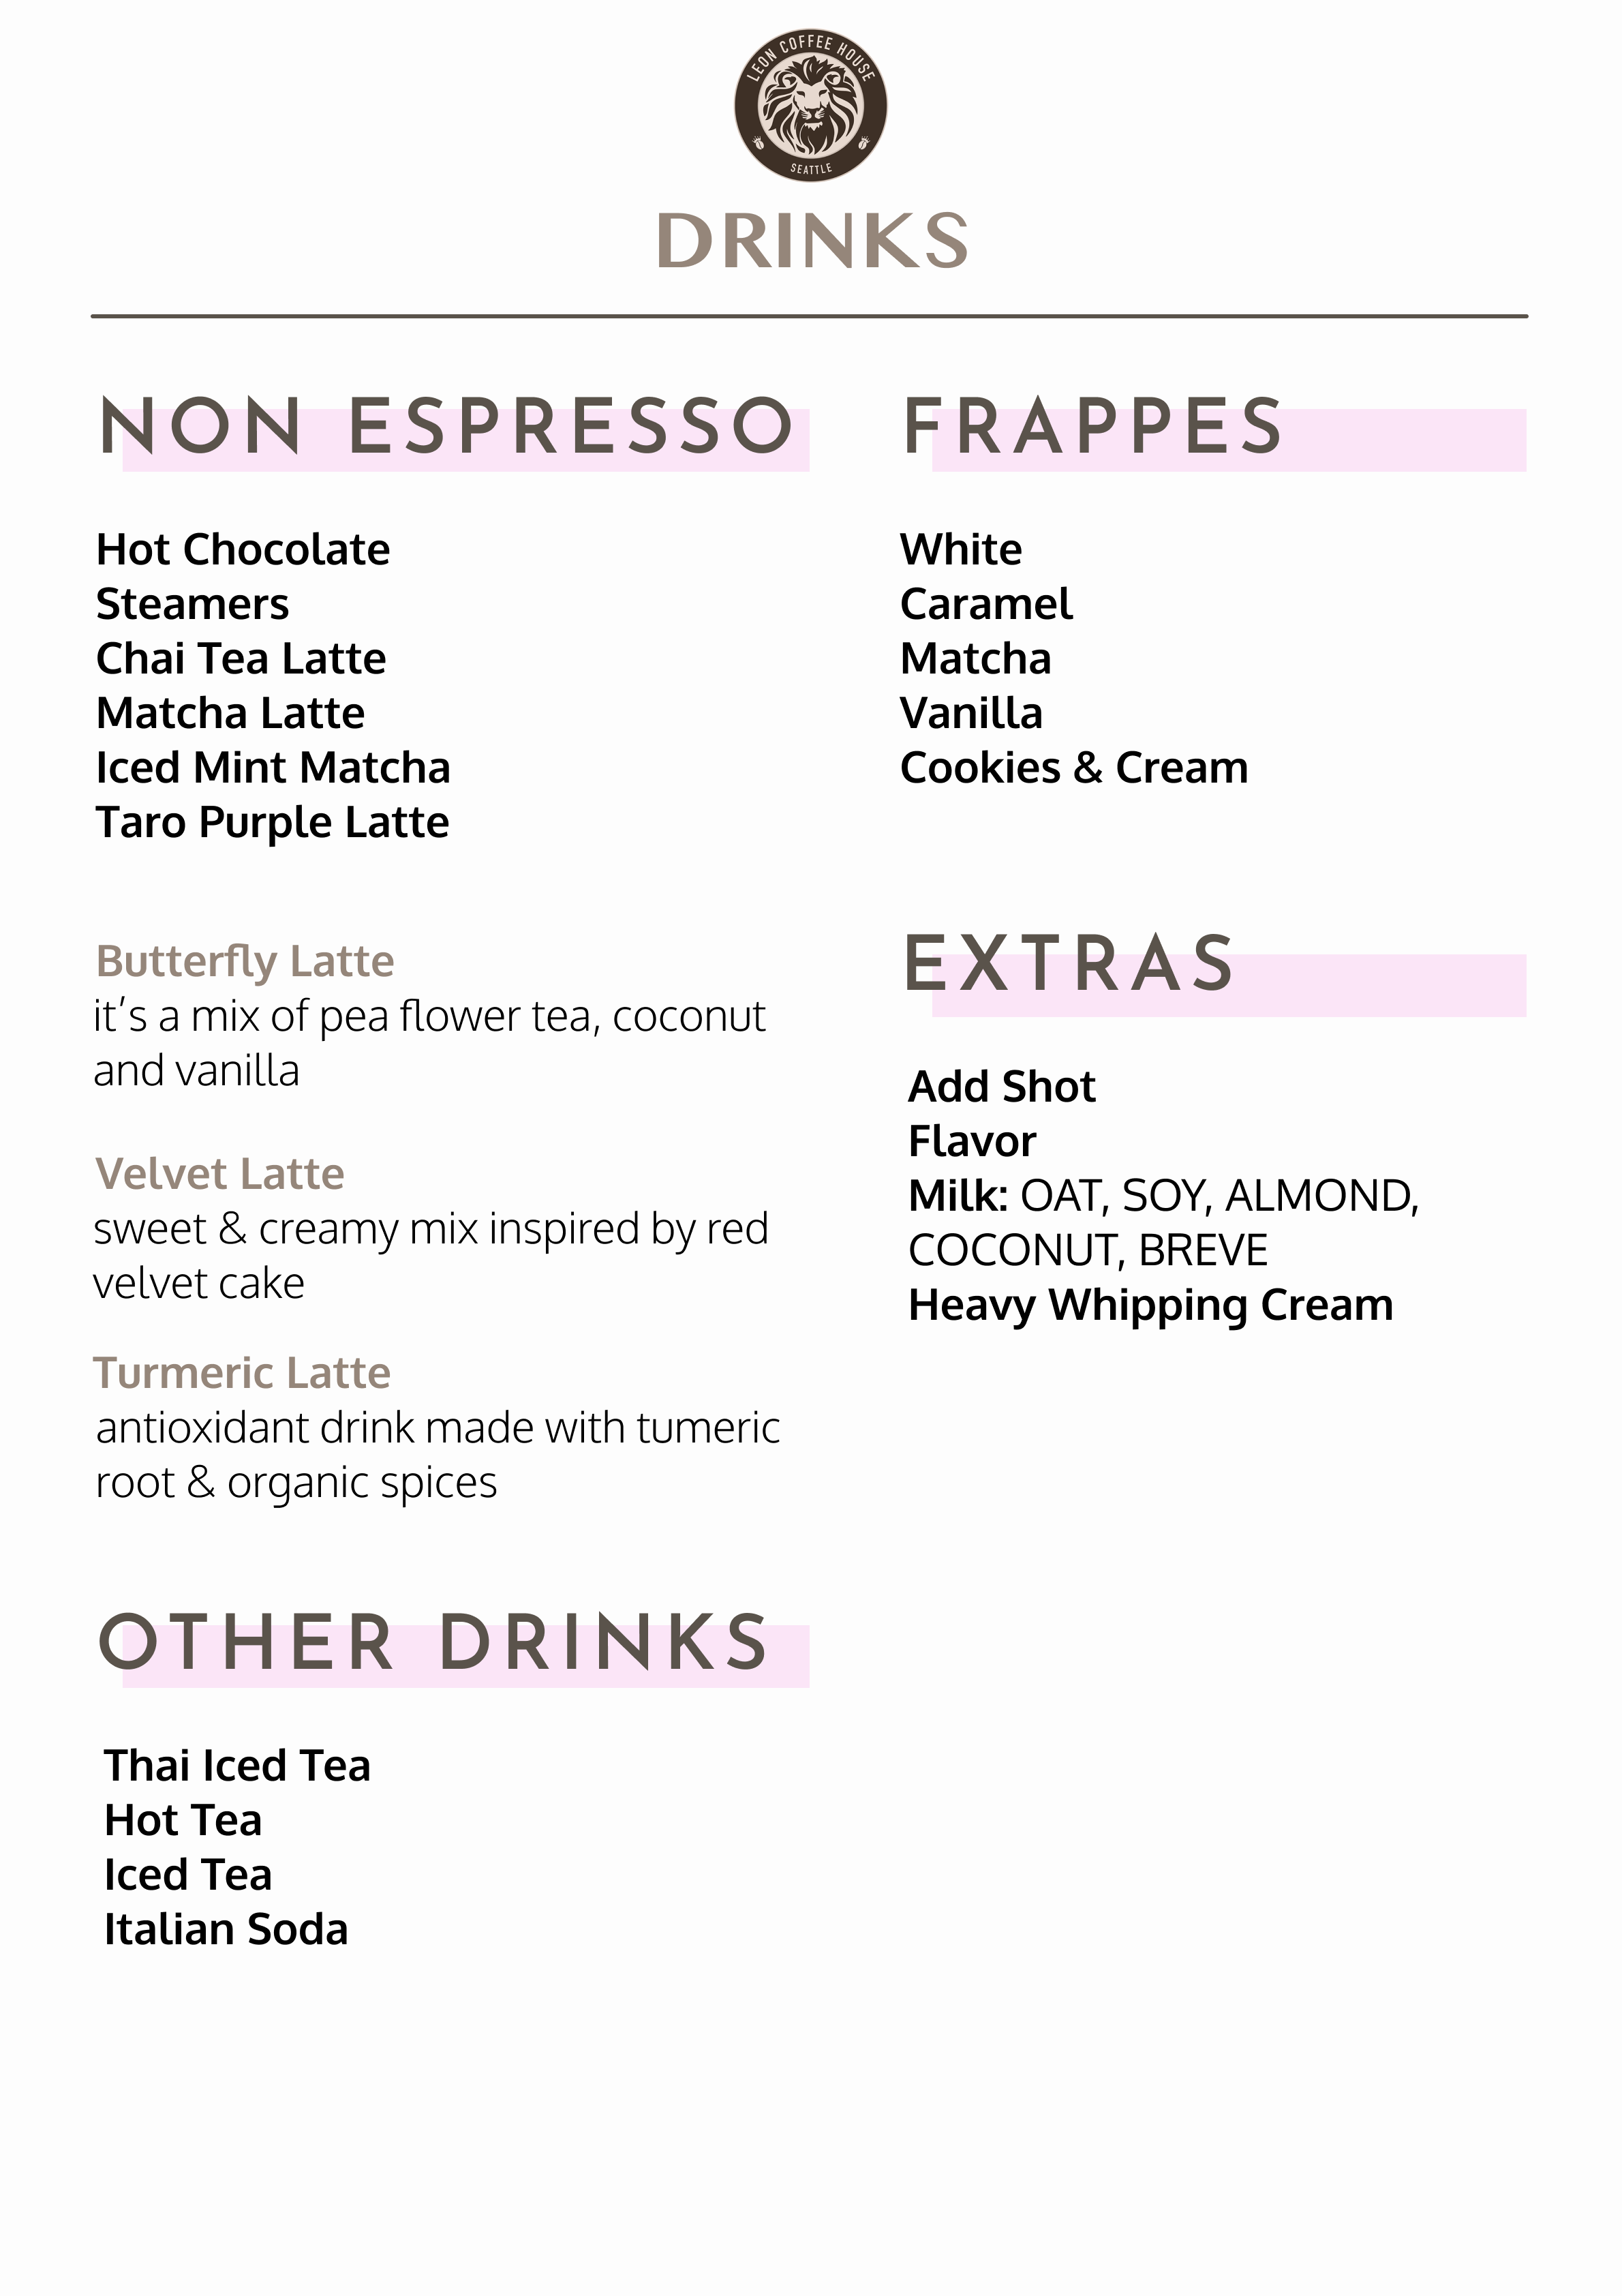 LEON COFFEE HOUSE
SEATTLE
DRINKS
NON ESPRESSO
Hot Chocolate
Steamers
Chai Tea Latte
Matcha Latte
Iced Mint Matcha
Taro Purple Latte
Butterfly Latte
it's a mix of pea flower tea, coconut
and vanilla
Velvet Latte
sweet & creamy mix inspired by red
velvet cake
Turmeric Latte
antioxidant drink made with tumeric
root & organic spices
OTHER DRINKS
Thai Iced Tea
Hot Tea
Iced Tea
Italian Soda
FRAPPES
White
Caramel
Matcha
Vanilla
Cookies & Cream
EXTRAS
Add Shot
Flavor
Milk: OAT, SOY, ALMOND,
COCONUT, BREVE
Heavy Whipping Cream